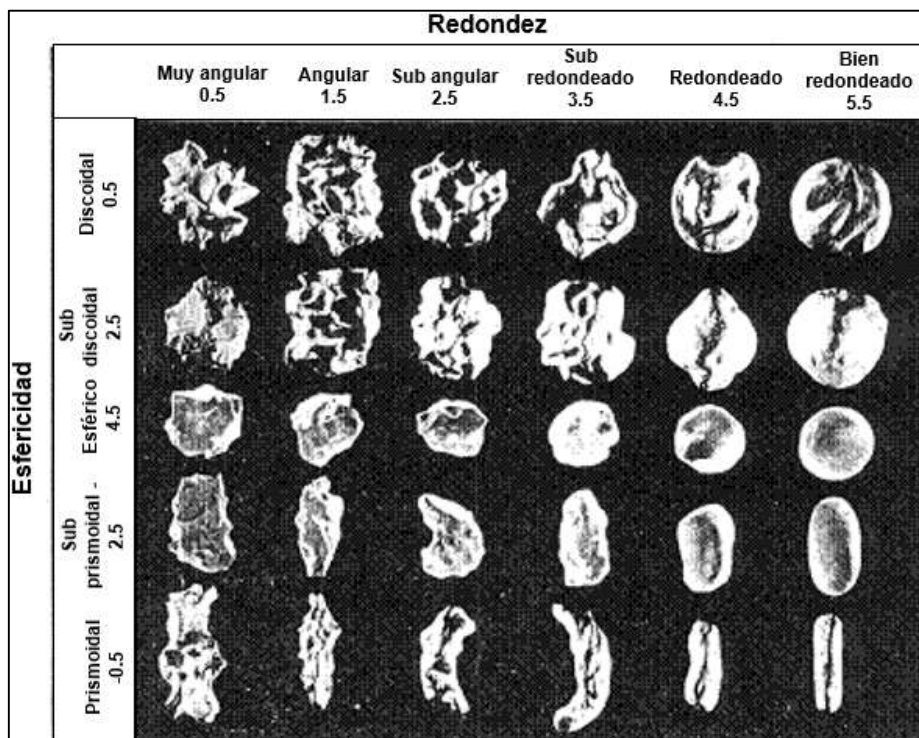 Redondez
Muy angular
0.5
Angular
1.5
Sub angular
2.5
Sub
redondeado
3.5
Redondeado
4.5
Bien
redondeado
5.5
Esfericidad
Discoidal
0.5
Sub
discoidal
2.5
Esférico
4.5
Sub
prismoidal -
2.5
Prismoidal
-0.5